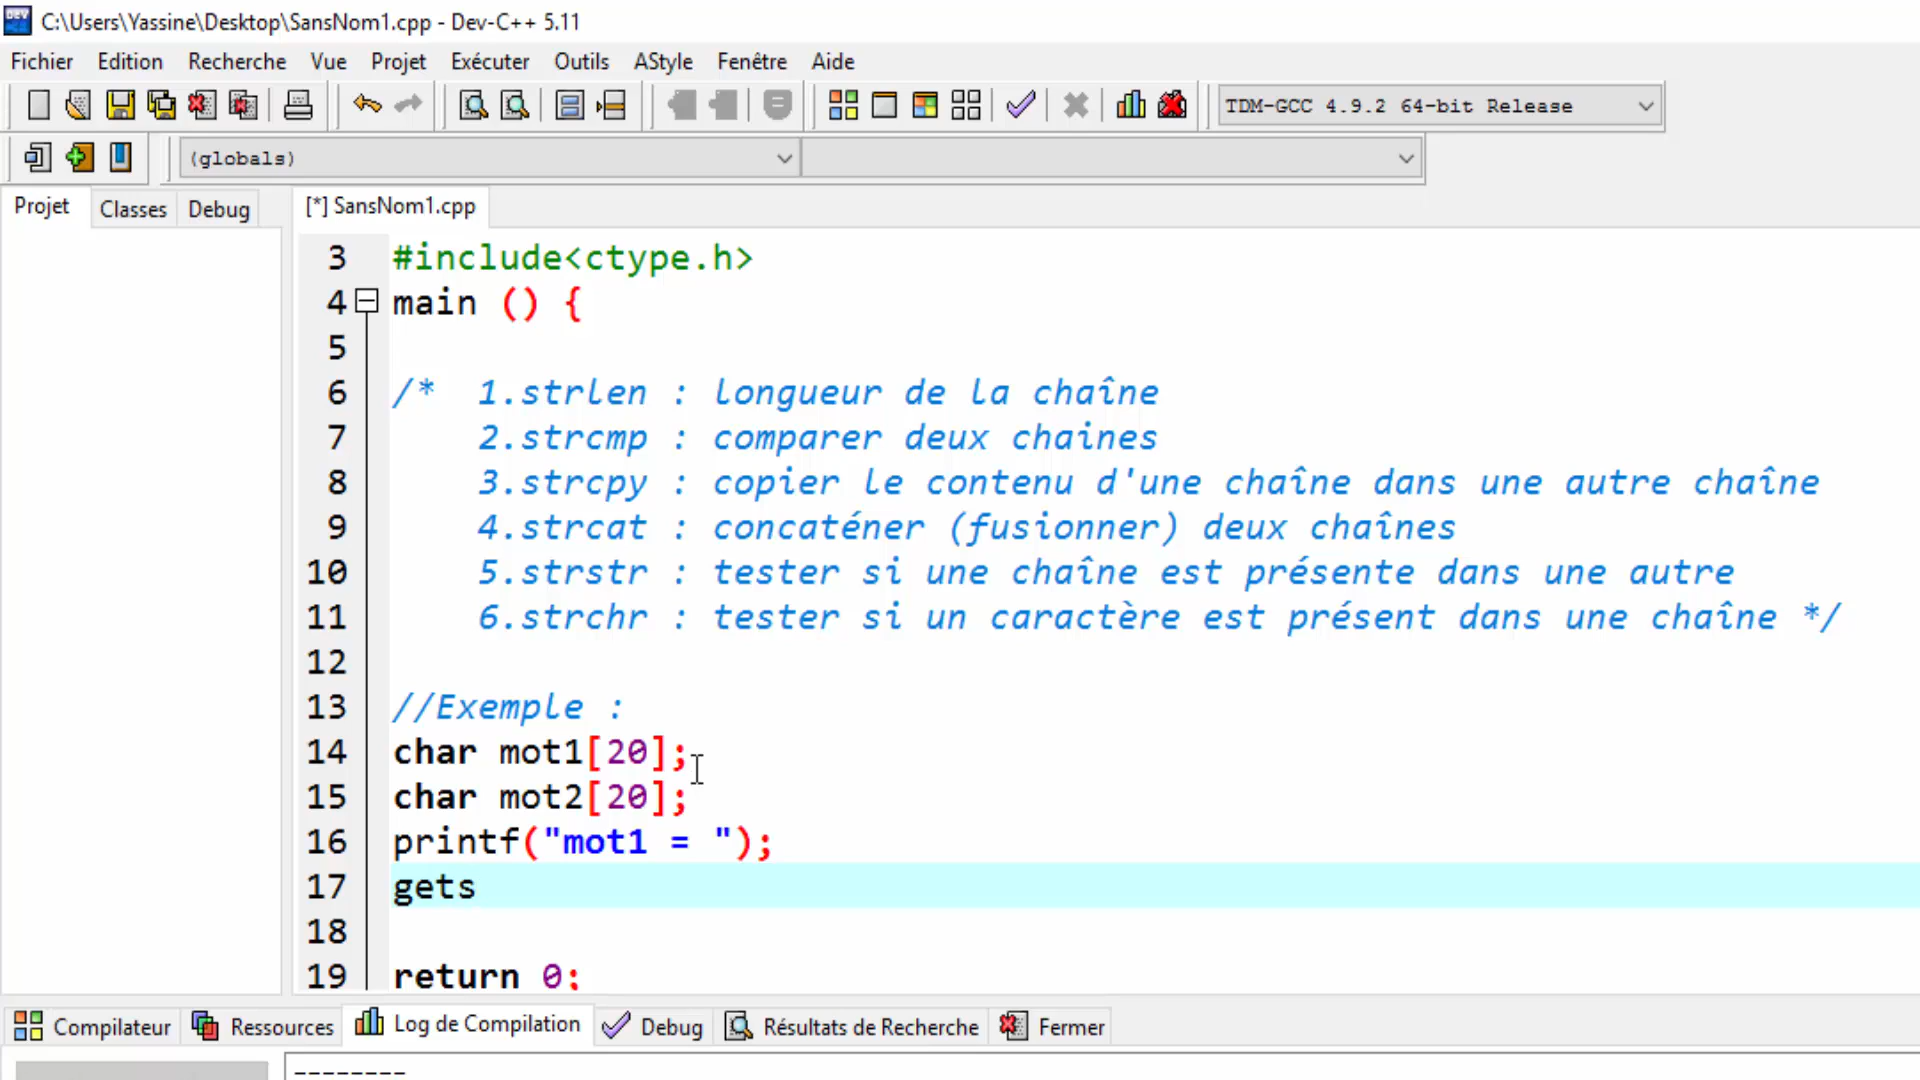 C:\Users\Yassine\Desktop\SansNom1.cpp - Dev-C++ 5.11
Fichier Edition Recherche Vue Projet Exécuter Outils AStyle Fenêtre Aide
TDM-GCC 4.9.2 64-bit Release
(globals)
Projet Classes Debug [*] SansNom1.cpp
3 #include<ctype.h>
4 main () {
5
6 /* 1.strlen : longueur de la chaîne
7 2.strcmp : comparer deux chaines
8 3.strcpy : copier le contenu d'une chaîne dans une autre chaîne
9 4.strcat : concaténer (fusionner) deux chaînes
10 5.strstr : tester si une chaîne est présente dans une autre
11 6.strchr : tester si un caractère est présent dans une chaîne */
12
13 //Exemple :
14 char mot1[20];
15 char mot2[20];
16 printf("mot1 = ");
17 gets
18
19 return 0;
Compilateur Ressources Log de Compilation Debug Résultats de Recherche Fermer
--------